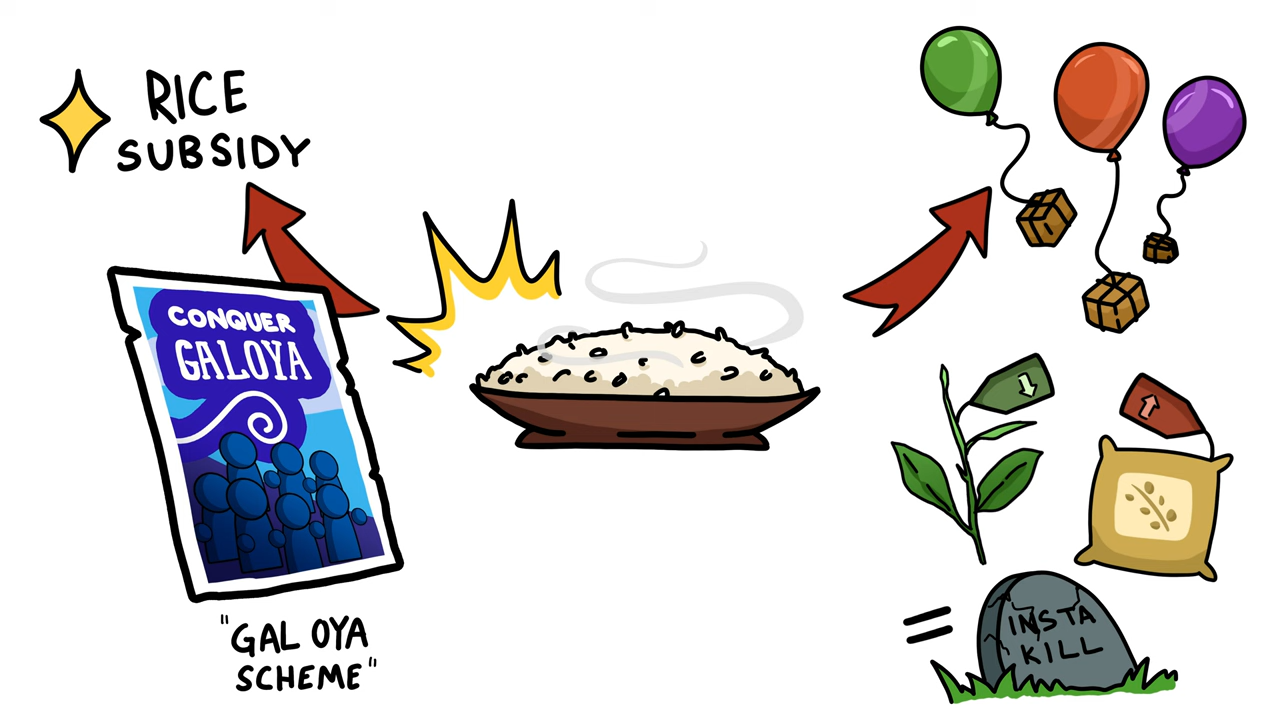 RICE
SUBSIDY
CONQUER
GALOYA
"GAL OYA
SCHEME"
INSTA
KILL